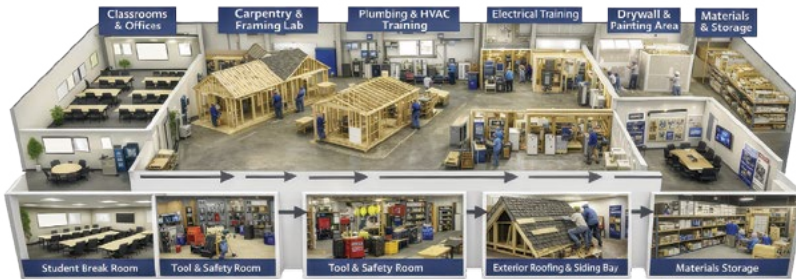 Classrooms
& Offices
Carpentry &
Framing Lab
Plumbing & HVAC
Training
Electrical Training
Drywall &
Painting Area
Materials
& Storage
Student Break Room
Tool & Safety Room
Tool & Safety Room
Exterior Roofing & Siding Bay
Materials Storage